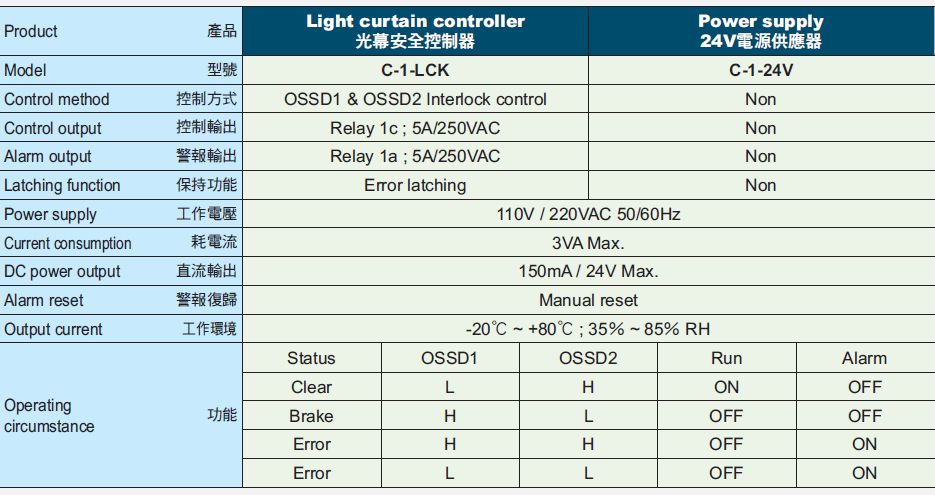 Product 產品 Light curtain controller Power supply
光幕安全控制器 24V電源供應器
Model 型號 C-1-LCK C-1-24V
Control method 控制方式 OSSD1 & OSSD2 Interlock control Non
Control output 控制輸出 Relay 1c ; 5A/250VAC Non
Alarm output 警報輸出 Relay 1a ; 5A/250VAC Non
Latching function 保持功能 Error latching Non
Power supply 工作電壓 110V / 220VAC 50/60Hz
Current consumption 耗電流 3VA Max.
DC power output 直流輸出 150mA / 24V Max.
Alarm reset 警報復歸 Manual reset
Output current 工作環境 -20℃ ~ +80℃ ; 35% ~ 85% RH
Operating
circumstance 功能
Status OSSD1 OSSD2 Run Alarm
Clear L H ON OFF
Brake H L OFF OFF
Error H H OFF ON
Error L L OFF ON